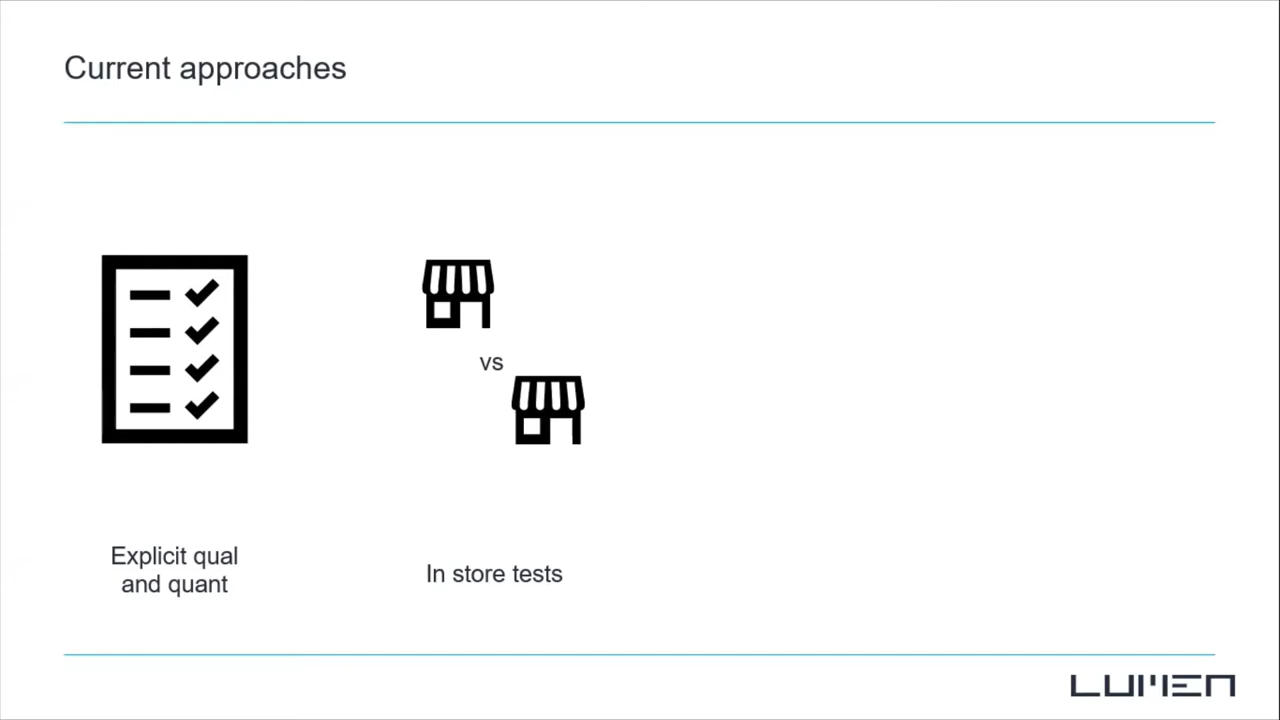 Current approaches
vs
Explicit qual
and quant
In store tests
LUMEN